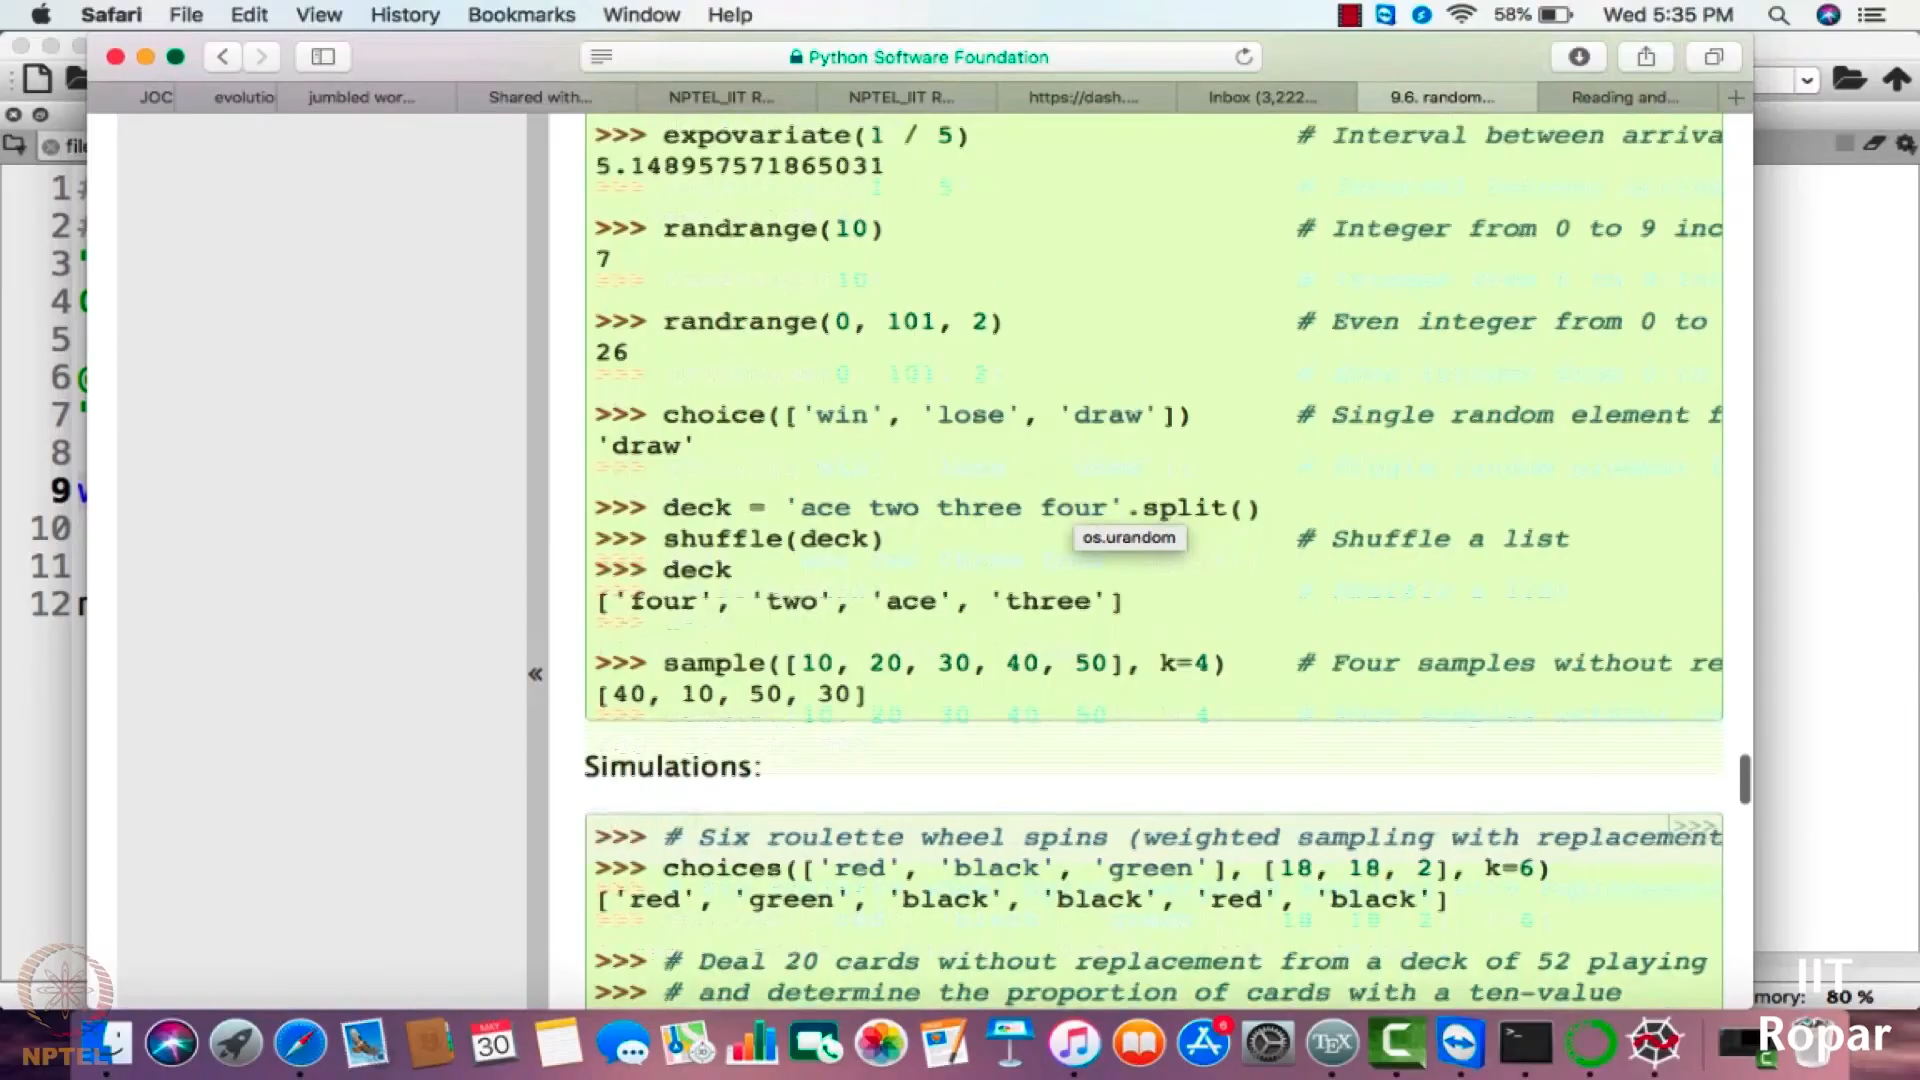 Safari File Edit View History Bookmarks Window Help 58% Wed 5:35 PM
Python Software Foundation
JOC evolutio jumbled wor... Shared with... NPTEL_IIT R... NPTEL_IIT R... https://dash.... Inbox (3,222... 9.6. random... Reading and... +
file
1 #
2 #
3 '
4
5
6 @
7 '
8
9
10
11
12
>>> expovariate(1 / 5) # Interval between arriva
5.148957571865031
>>> randrange(10) # Integer from 0 to 9 inc
7
>>> randrange(0, 101, 2) # Even integer from 0 to
26
>>> choice(['win', 'lose', 'draw']) # Single random element f
'draw'
>>> deck = 'ace two three four'.split()
>>> shuffle(deck) # Shuffle a list
os.urandom
>>> deck
['four', 'two', 'ace', 'three']
>>> sample([10, 20, 30, 40, 50], k=4) # Four samples without re
[40, 10, 50, 30]
«
Simulations:
>>>
>>> # Six roulette wheel spins (weighted sampling with replacement
>>> choices(['red', 'black', 'green'], [18, 18, 2], k=6)
['red', 'green', 'black', 'black', 'red', 'black']
>>> # Deal 20 cards without replacement from a deck of 52 playing
>>> # and determine the proportion of cards with a ten-value
mory: 80 %
MAY
30
6
TEX
NPTEL
IIT
Ropar